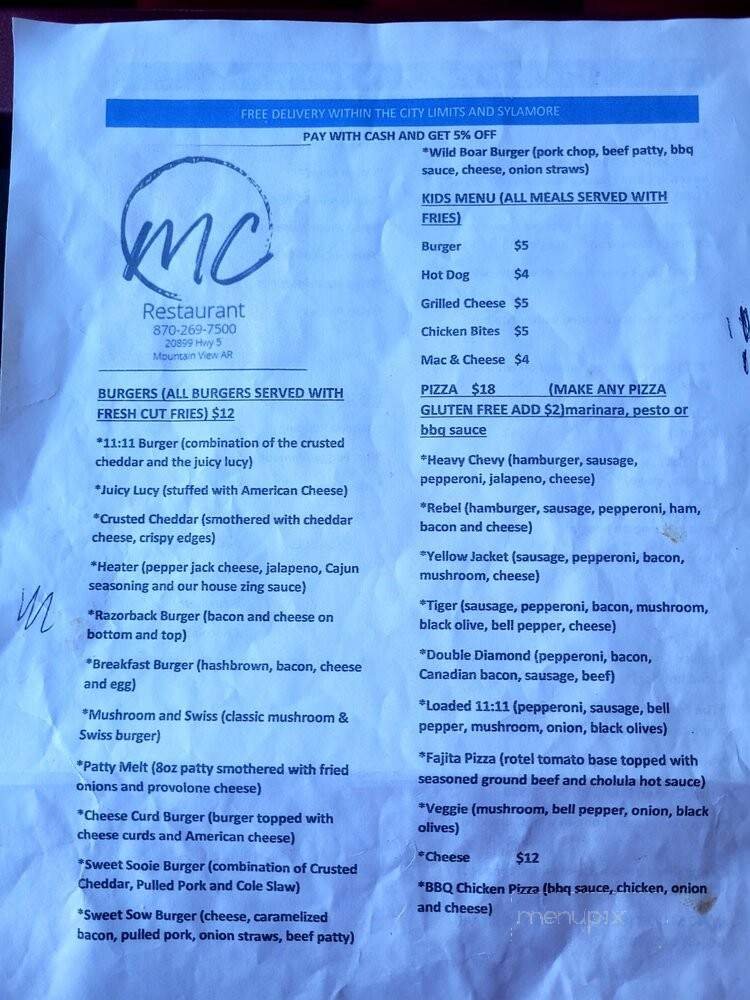 FREE DELIVERY WITHIN THE CITY LIMITS AND SYLAMORE
PAY WITH CASH AND GET 5% OFF
MC
Restaurant
870-269-7500
20899 Hwy 5
Mountain View AR
BURGERS (ALL BURGERS SERVED WITH
FRESH CUT FRIES) $12
*11:11 Burger (combination of the crusted
cheddar and the juicy lucy)
*Juicy Lucy (stuffed with American Cheese)
*Crusted Cheddar (smothered with cheddar
cheese, crispy edges)
*Heater (pepper jack cheese, jalapeno, Cajun
seasoning and our house zing sauce)
*Razorback Burger (bacon and cheese on
bottom and top)
*Breakfast Burger (hashbrown, bacon, cheese
and egg)
*Mushroom and Swiss (classic mushroom &
Swiss burger)
*Patty Melt (8oz patty smothered with fried
onions and provolone cheese)
*Cheese Curd Burger (burger topped with
cheese curds and American cheese)
*Sweet Sooie Burger (combination of Crusted
Cheddar, Pulled Pork and Cole Slaw)
*Sweet Sow Burger (cheese, caramelized
bacon, pulled pork, onion straws, beef patty)
*Wild Boar Burger (pork chop, beef patty, bbq
sauce, cheese, onion straws)
KIDS MENU (ALL MEALS SERVED WITH
FRIES)
Burger $5
Hot Dog $4
Grilled Cheese $5
Chicken Bites $5
Mac & Cheese $4
PIZZA $18 (MAKE ANY PIZZA
GLUTEN FREE ADD $2)marinara, pesto or
bbq sauce
*Heavy Chevy (hamburger, sausage,
pepperoni, jalapeno, cheese)
*Rebel (hamburger, sausage, pepperoni, ham,
bacon and cheese)
*Yellow Jacket (sausage, pepperoni, bacon,
mushroom, cheese)
*Tiger (sausage, pepperoni, bacon, mushroom,
black olive, bell pepper, cheese)
*Double Diamond (pepperoni, bacon,
Canadian bacon, sausage, beef)
*Loaded 11:11 (pepperoni, sausage, bell
pepper, mushroom, onion, black olives)
*Fajita Pizza (rotel tomato base topped with
seasoned ground beef and cholula hot sauce)
*Veggie (mushroom, bell pepper, onion, black
olives)
*Cheese $12
*BBQ Chicken Pizza (bbq sauce, chicken, onion
and cheese)
menupix